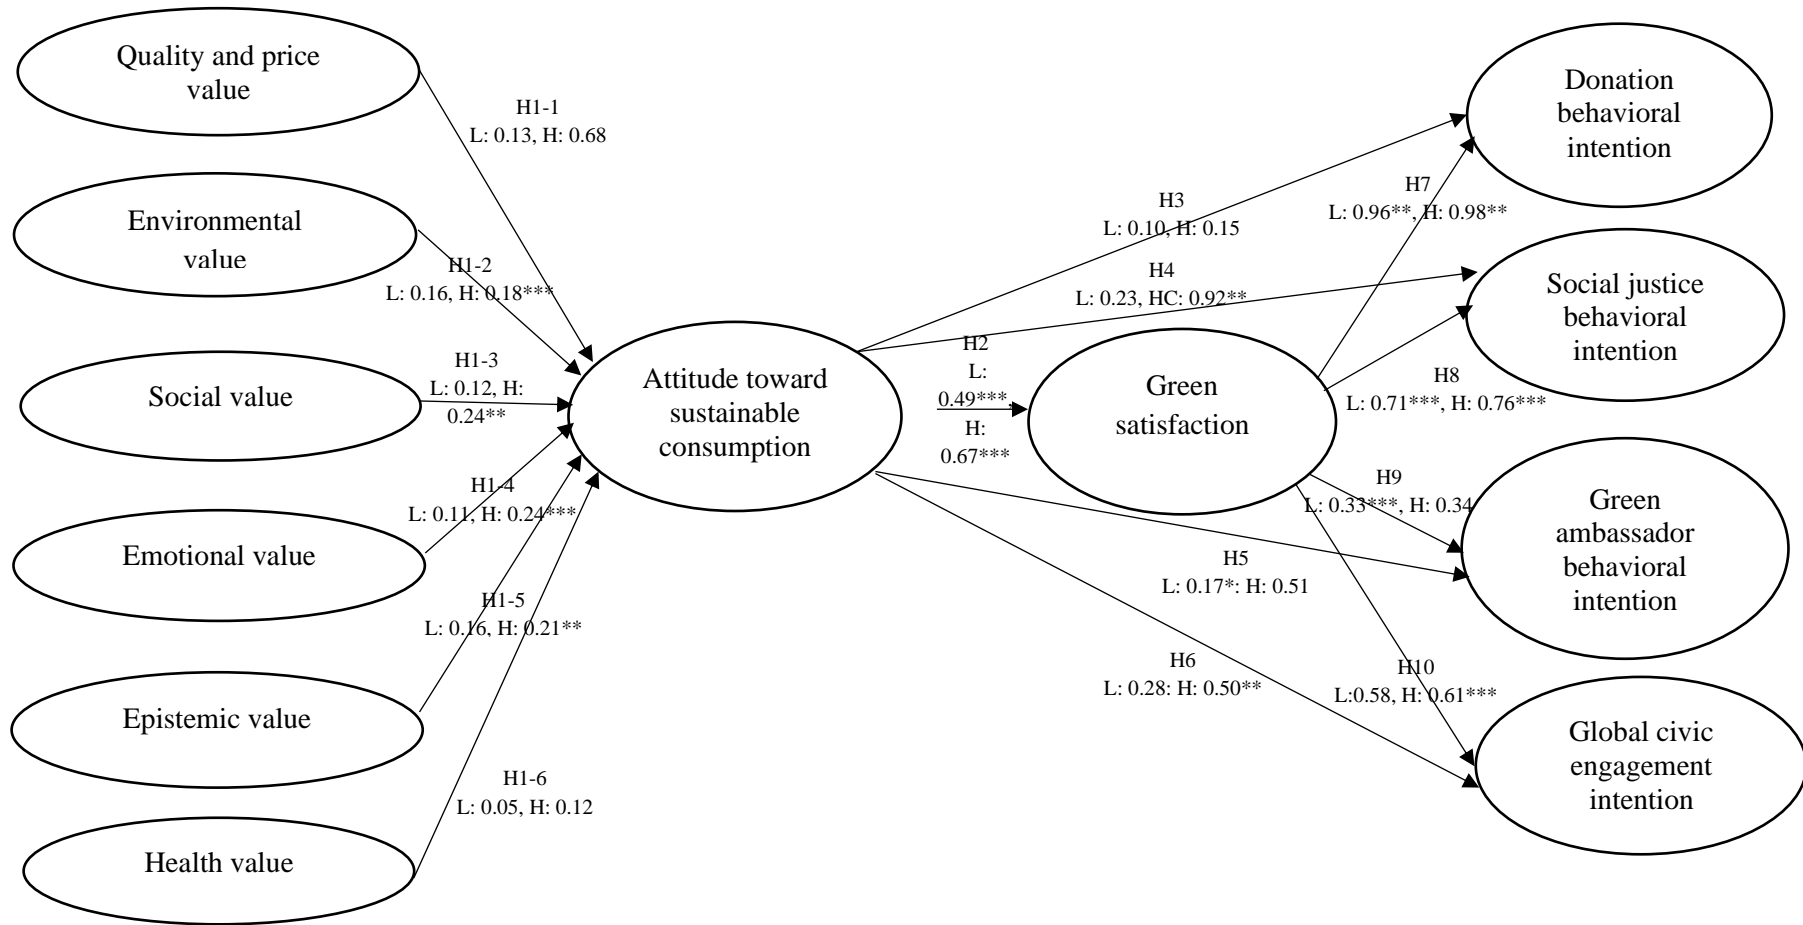 Quality and price
value
Environmental
value
Social value
Emotional value
Epistemic value
Health value
H1-1
L: 0.13, H: 0.68
H1-2
L: 0.16, H: 0.18***
H1-3
L: 0.12, H:
0.24**
H1-4
L: 0.11, H: 0.24***
H1-5
L: 0.16, H: 0.21**
H1-6
L: 0.05, H: 0.12
Attitude toward
sustainable
consumption
H2
L:
0.49***,
H:
0.67***
Green
satisfaction
H3
L: 0.10, H: 0.15
H4
L: 0.23, HC: 0.92**
H5
L: 0.17*: H: 0.51
H6
L: 0.28: H: 0.50**
H7
L: 0.96**, H: 0.98**
H8
L: 0.71***, H: 0.76***
H9
L: 0.33***, H: 0.34
H10
L:0.58, H: 0.61***
Donation
behavioral
intention
Social justice
behavioral
intention
Green
ambassador
behavioral
intention
Global civic
engagement
intention